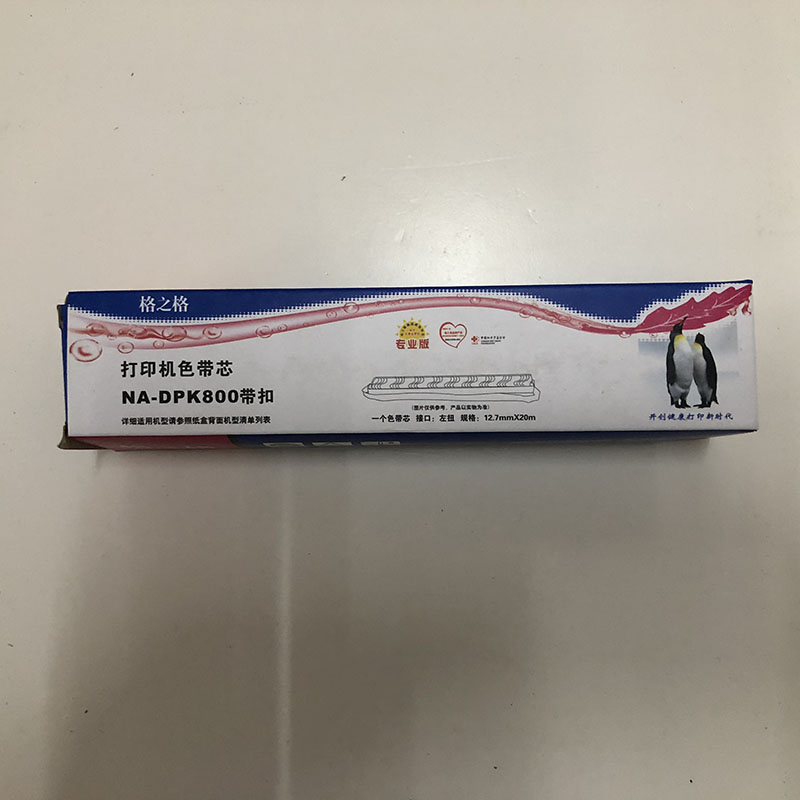 格之格
专业版
打印机色带芯
NA-DPK800带扣
详细适用机型请参照纸盒背面机型清单列表
(图片仅供参考,产品以实物为准)
一个色带芯 接口:左扭 规格:12.7mmX20m
开创健康打印新时代